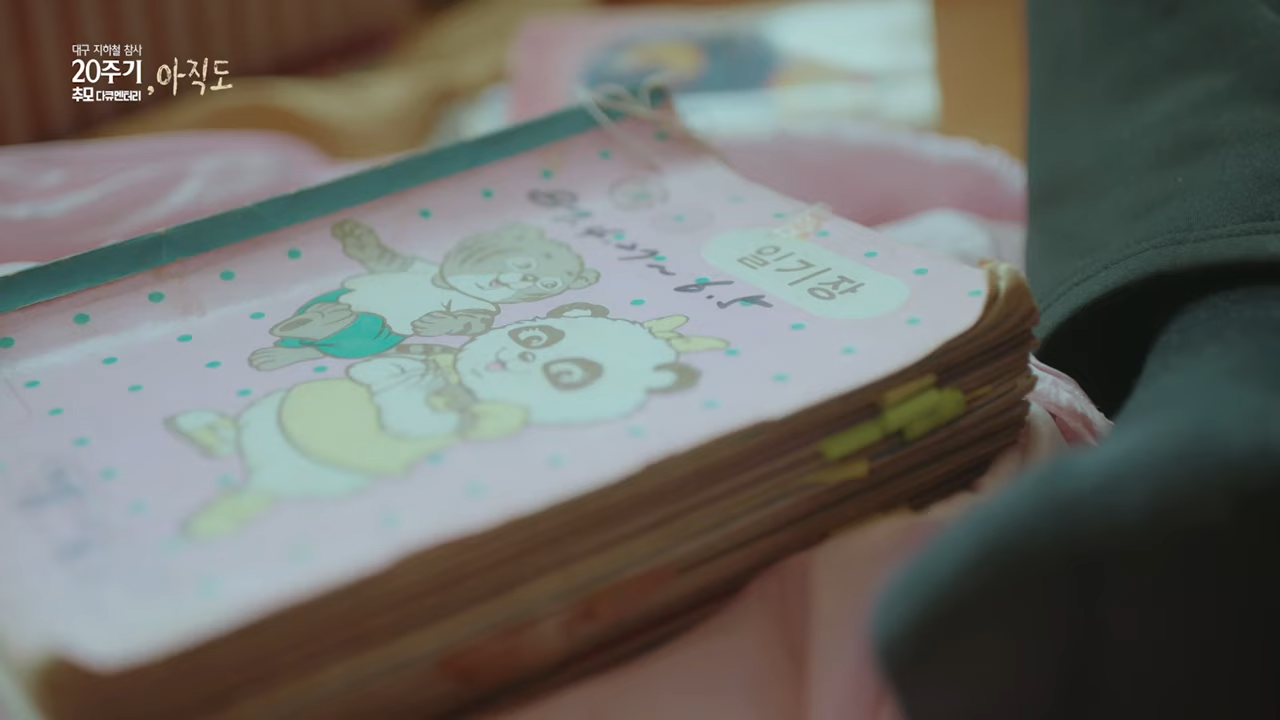 대구 지하철 참사
20주기
추모 다큐멘터리
, 아직도
일기장